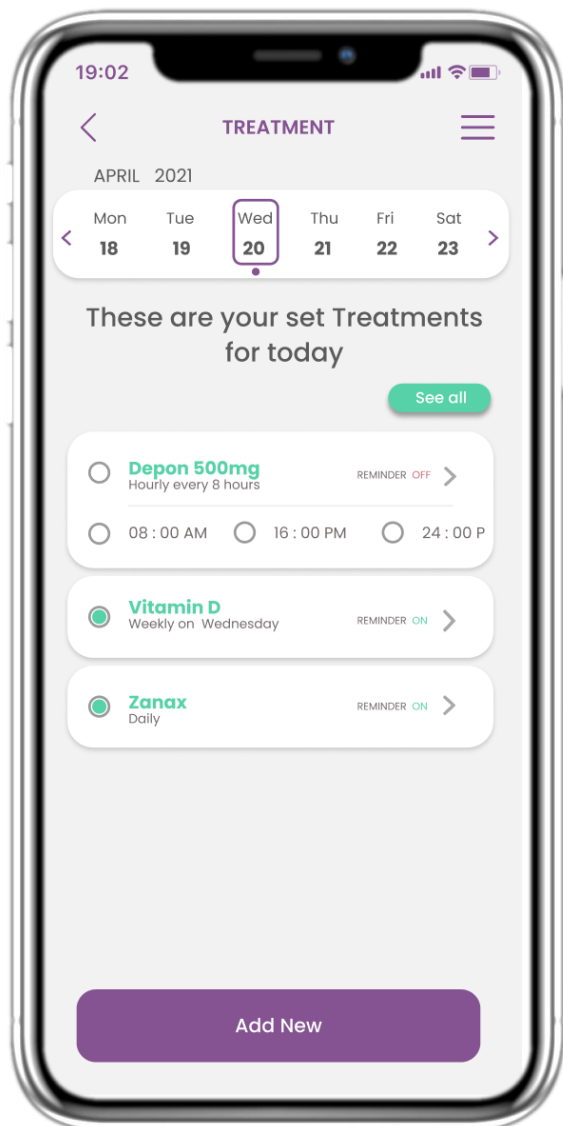 19:02
TREATMENT
APRIL 2021
Mon Tue Wed Thu Fri Sat
18 19 20 21 22 23
These are your set Treatments
for today
See all
Depon 500mg
REMINDER OFF
Hourly every 8 hours
08 : 00 AM 16 : 00 PM 24 : 00 P
Vitamin D
REMINDER ON
Weekly on Wednesday
Zanax
REMINDER ON
Daily
Add New